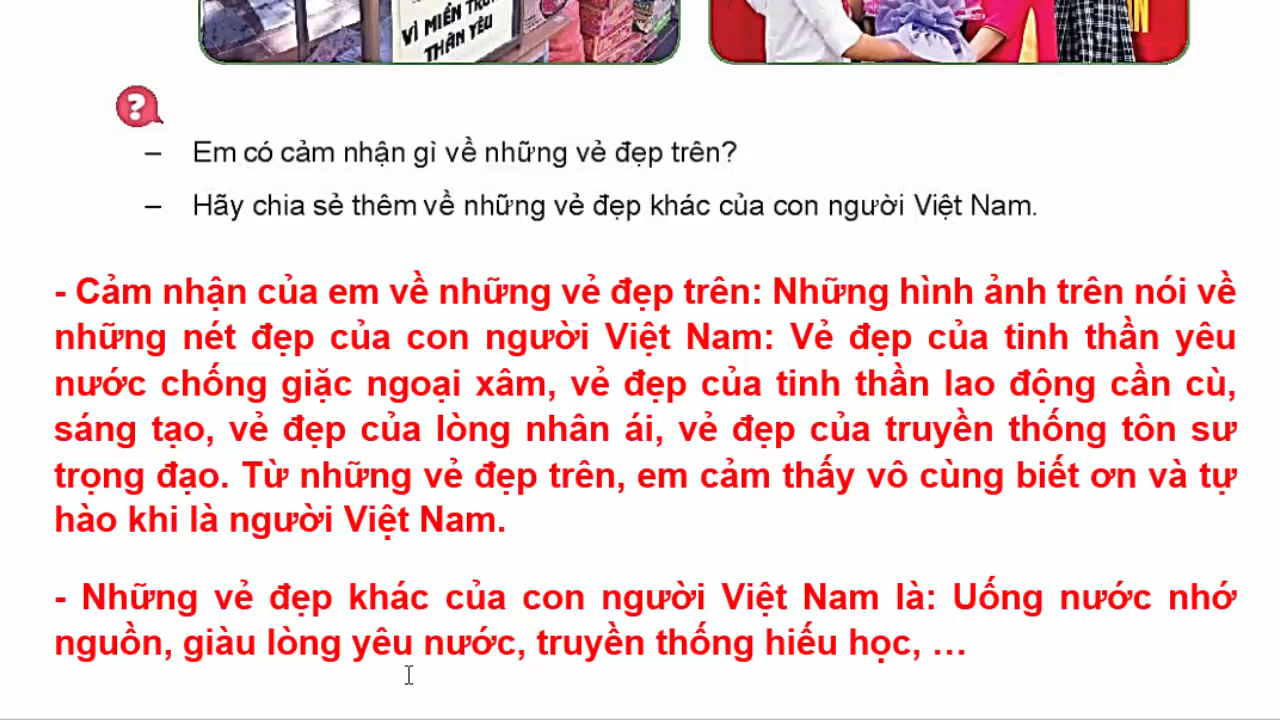 VÌ MIỀN TRUNG
THÂN YÊU
?
– Em có cảm nhận gì về những vẻ đẹp trên?
– Hãy chia sẻ thêm về những vẻ đẹp khác của con người Việt Nam.
- Cảm nhận của em về những vẻ đẹp trên: Những hình ảnh trên nói về
những nét đẹp của con người Việt Nam: Vẻ đẹp của tinh thần yêu
nước chống giặc ngoại xâm, vẻ đẹp của tinh thần lao động cần cù,
sáng tạo, vẻ đẹp của lòng nhân ái, vẻ đẹp của truyền thống tôn sư
trọng đạo. Từ những vẻ đẹp trên, em cảm thấy vô cùng biết ơn và tự
hào khi là người Việt Nam.
- Những vẻ đẹp khác của con người Việt Nam là: Uống nước nhớ
nguồn, giàu lòng yêu nước, truyền thống hiếu học, …